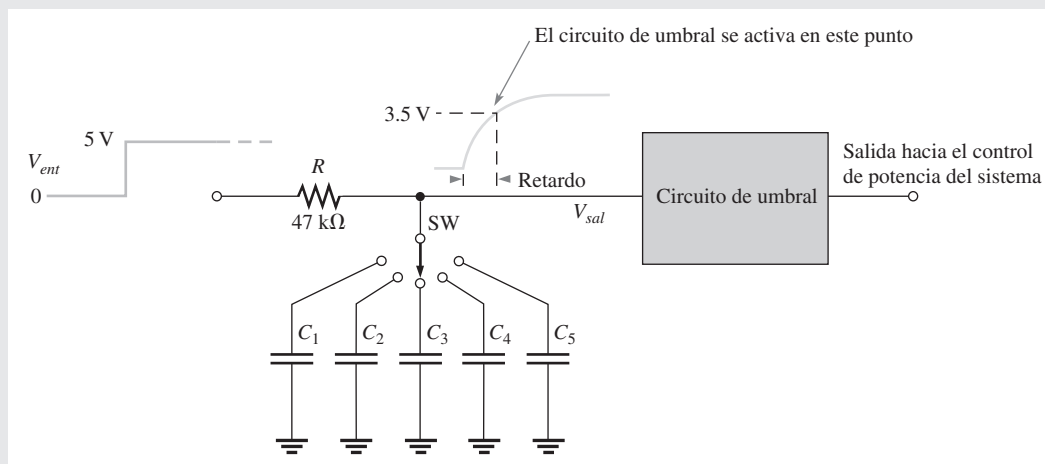 El circuito de umbral se activa en este punto
3.5 V
5 V
V_ent
0
R
47 kΩ
SW
Retardo
V_sal
Circuito de umbral
Salida hacia el control
de potencia del sistema
C1
C2
C3
C4
C5